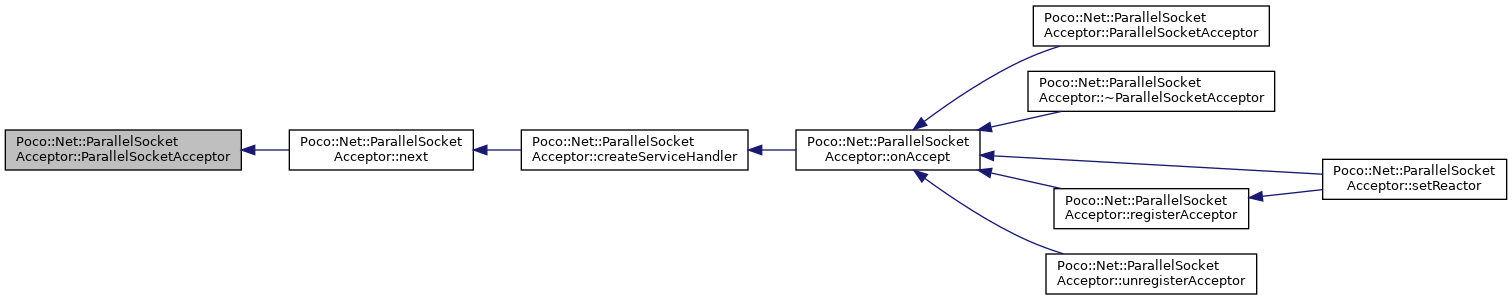 Poco::Net::ParallelSocket
Acceptor::ParallelSocketAcceptor
Poco::Net::ParallelSocket
Acceptor::next
Poco::Net::ParallelSocket
Acceptor::createServiceHandler
Poco::Net::ParallelSocket
Acceptor::onAccept
Poco::Net::ParallelSocket
Acceptor::ParallelSocketAcceptor
Poco::Net::ParallelSocket
Acceptor::~ParallelSocketAcceptor
Poco::Net::ParallelSocket
Acceptor::setReactor
Poco::Net::ParallelSocket
Acceptor::registerAcceptor
Poco::Net::ParallelSocket
Acceptor::unregisterAcceptor